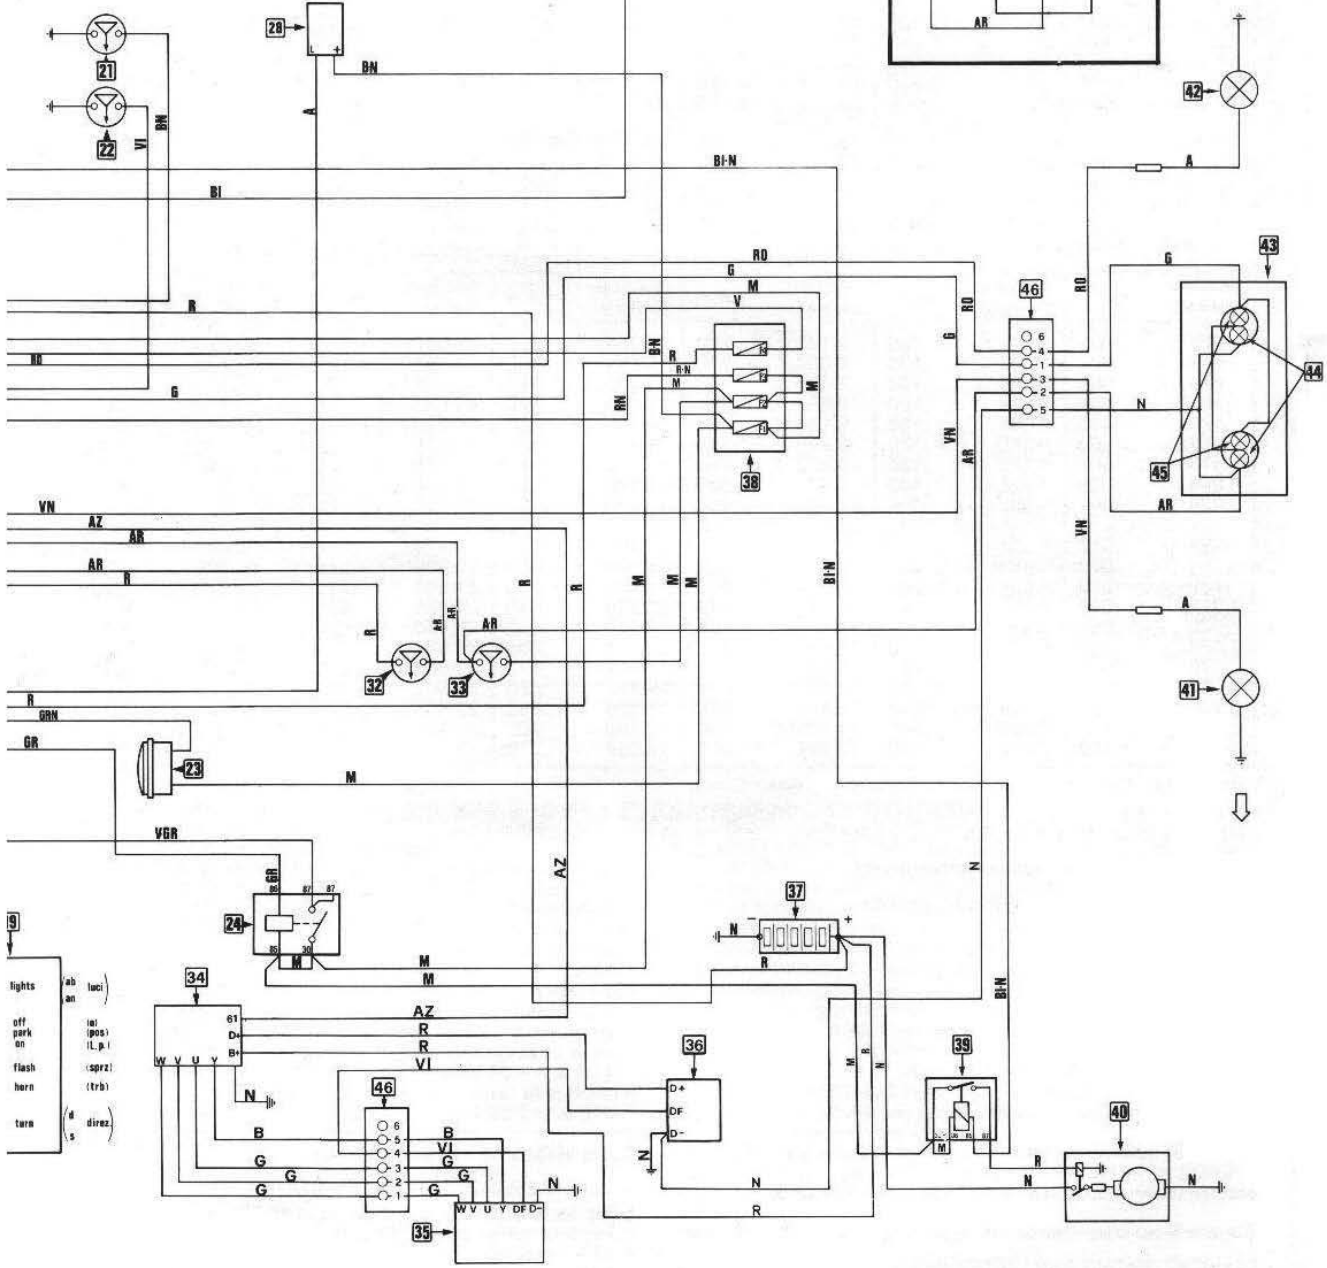 AR
28
L +
21
BN
A
42
22
VI
BN
BI·N
A
BI
43
RO
G
G
M
46
RO
RO
V
R
B·N
R
G
6
4
1
3
2
5
RO
R·N
M
M
44
G
RN
N
VN
AR
45
38
AR
VN
AZ
AR
VN
AR
R
R
R
M
M
M
BI·N
A·R
A·R
A·R
R
A
32
33
41
R
GRN
GR
23
M
VGR
AZ
N
GR
86
87
87
37
9
24
N
-
+
85
30
M
M
R
M
BI·N
lights
(ab
an
luci)
34
off
(o)
park
(pos)
on
(L.p.)
flash
(sprz)
horn
(trb)
turn
(d
s
direz.)
61
AZ
D+
R
B+
R
VI
W V U Y
N
46
36
D+
DF
D−
M
R
N
39
6
5
4
3
2
1
B
B
VI
G
G
G
G
G
G
N
N
M
40
R
N
N
N
R
W V U Y DF D−
N
35